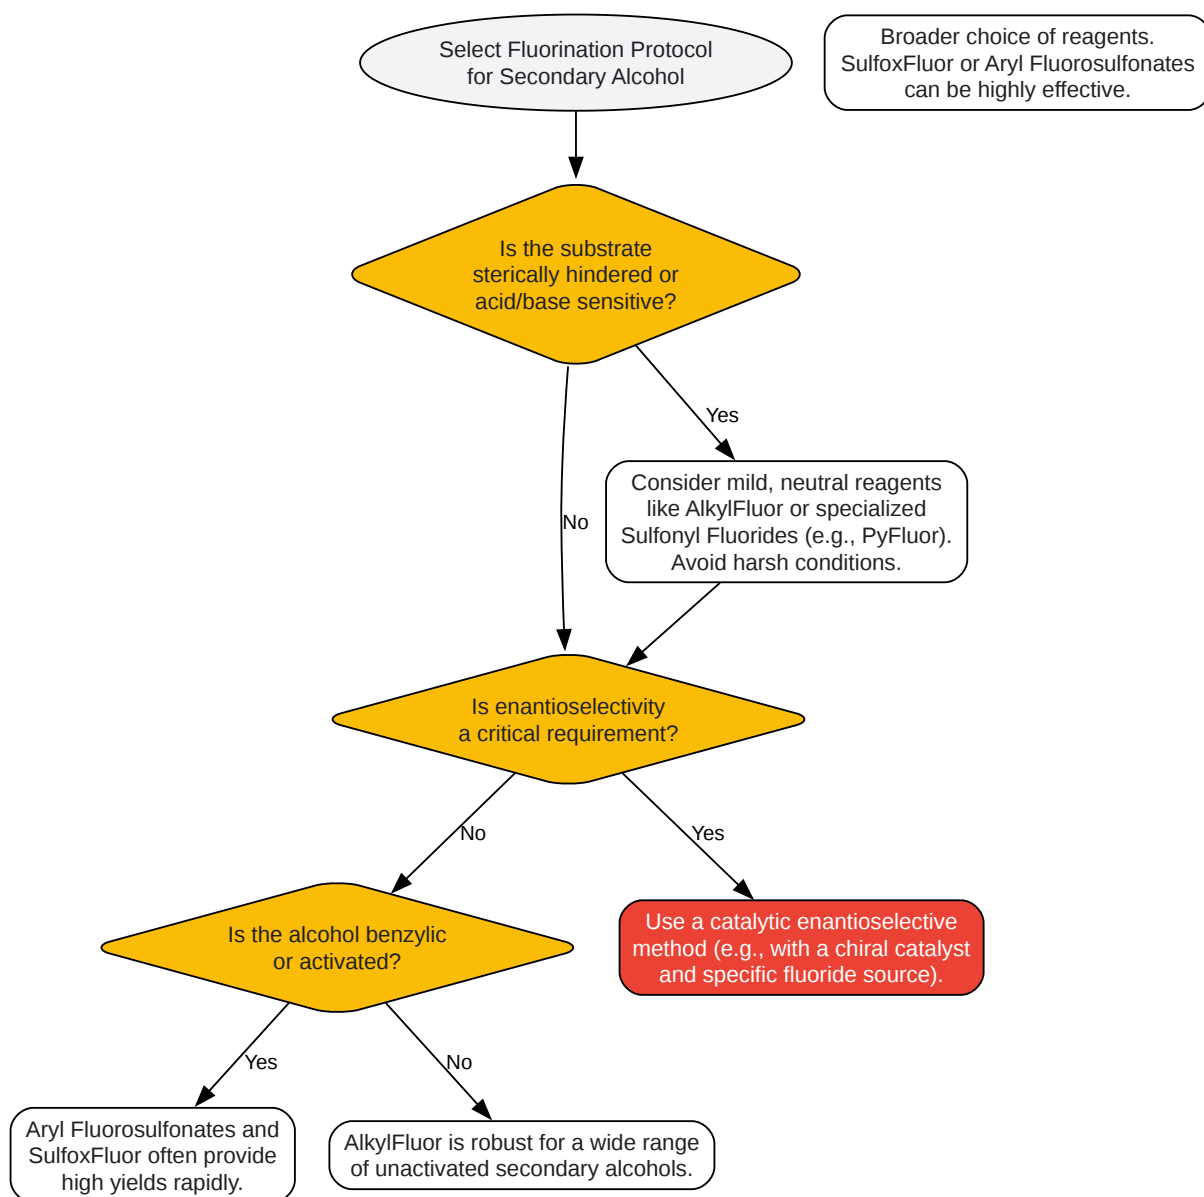 Select Fluorination Protocol
for Secondary Alcohol
Broader choice of reagents.
SulfoxFluor or Aryl Fluorosulfonates
can be highly effective.
Is the substrate
sterically hindered or
acid/base sensitive?
Yes
No
Consider mild, neutral reagents
like AlkylFluor or specialized
Sulfonyl Fluorides (e.g., PyFluor).
Avoid harsh conditions.
Is enantioselectivity
a critical requirement?
No
Yes
Is the alcohol benzylic
or activated?
Use a catalytic enantioselective
method (e.g., with a chiral catalyst
and specific fluoride source).
Yes
No
Aryl Fluorosulfonates and
SulfoxFluor often provide
high yields rapidly.
AlkylFluor is robust for a wide range
of unactivated secondary alcohols.